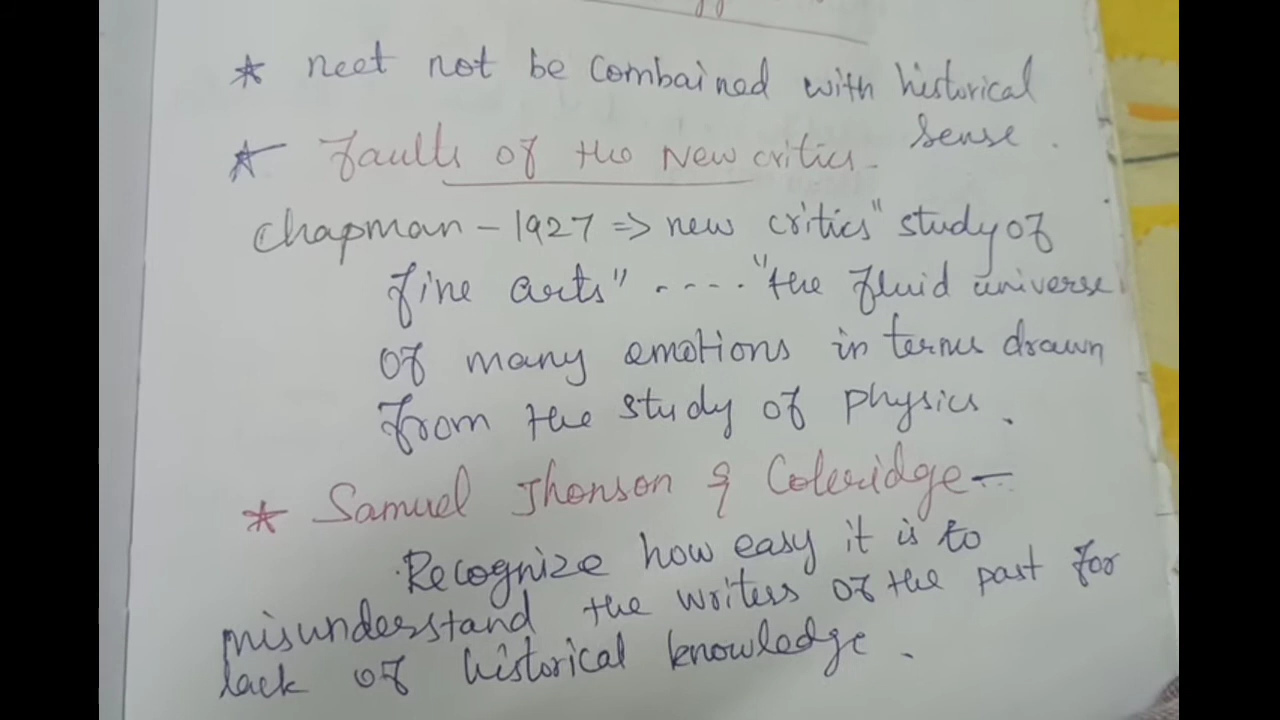 * neet not be Combained with historical
sense.
* Faults of the New critics.
Chapman - 1927 => new critics "study of
fine arts" ..... "the fluid universe
of many emotions in terms drawn
from the study of physics.
* Samuel Jhonson & Coleridge -
Recognize how easy it is to
misunderstand the writers of the past for
lack of historical knowledge.